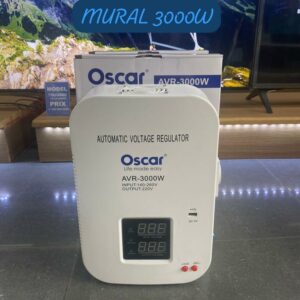 MURAL 3000W
Oscar
AVR-3000W
PRIX
AUTOMATIC VOLTAGE REGULATOR
Oscar
Life made easy
AVR-3000W
INPUT:140-260V
OUTPUT:220V